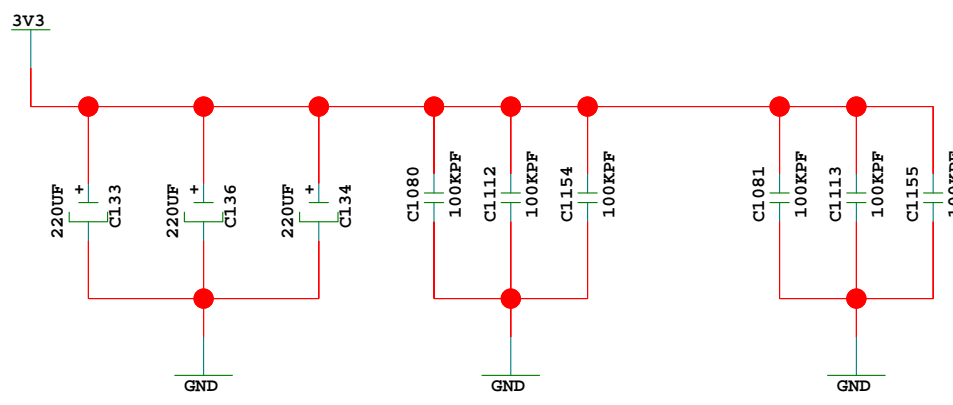 3V3
220UF
C133
220UF
C136
220UF
C134
C1080
100KPF
C1112
100KPF
C1154
100KPF
C1081
100KPF
C1113
100KPF
C1155
100KPF
+
+
+
GND
GND
GND